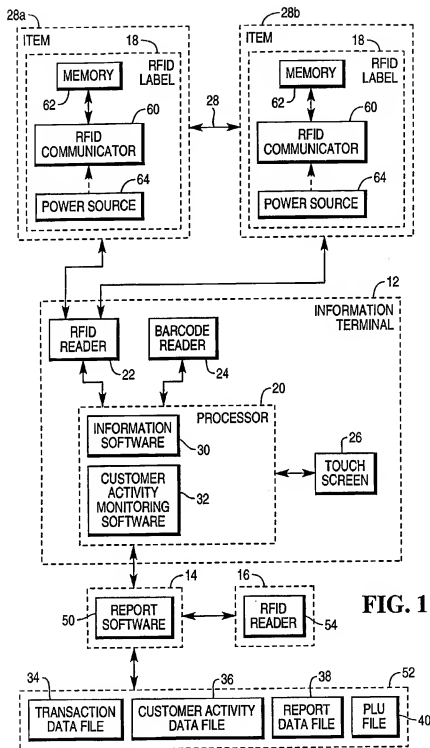 28a
28b
ITEM
18
RFID LABEL
MEMORY
62
60
RFID COMMUNICATOR
64
POWER SOURCE
28
ITEM
18
RFID LABEL
MEMORY
62
60
RFID COMMUNICATOR
64
POWER SOURCE
12
INFORMATION TERMINAL
RFID READER
22
BARCODE READER
24
20
PROCESSOR
INFORMATION SOFTWARE
30
CUSTOMER ACTIVITY MONITORING SOFTWARE
32
26
TOUCH SCREEN
14
50
REPORT SOFTWARE
16
RFID READER
54
FIG. 1
34
TRANSACTION DATA FILE
36
CUSTOMER ACTIVITY DATA FILE
38
REPORT DATA FILE
52
PLU FILE
40